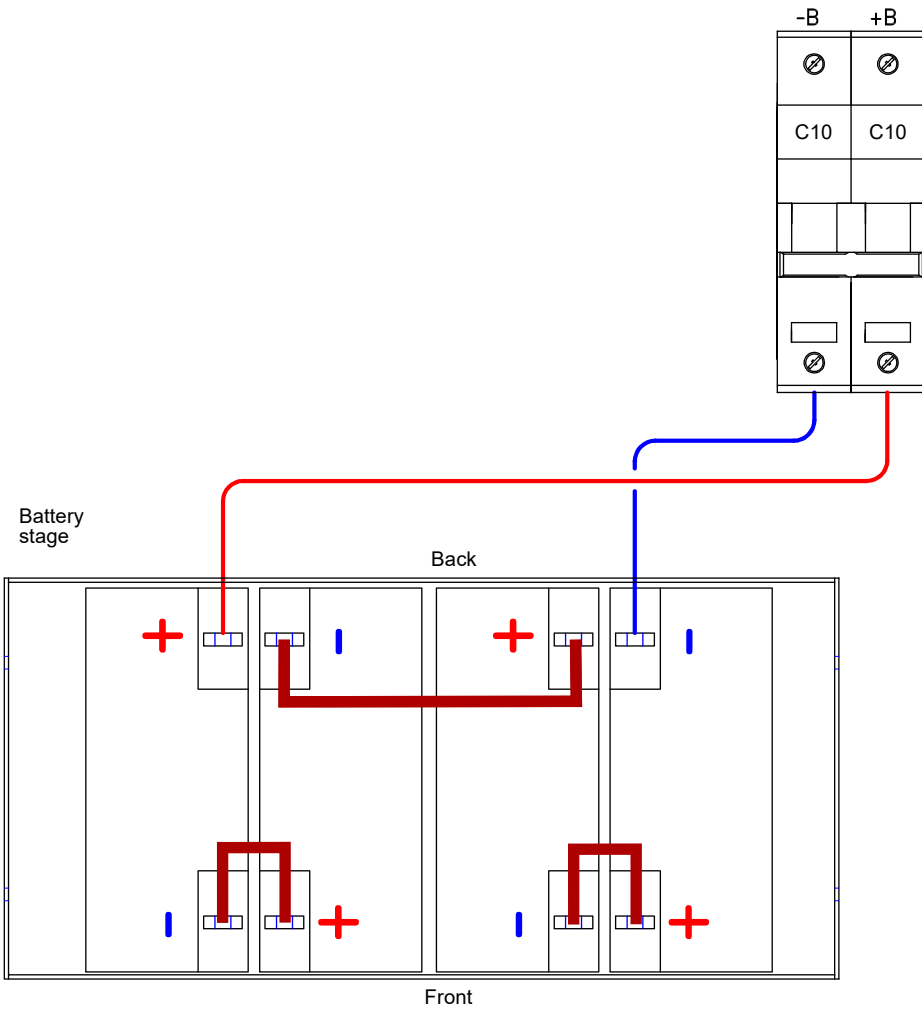 -B +B
C10 C10
Battery
stage
Back
+ - + -
- + - +
Front